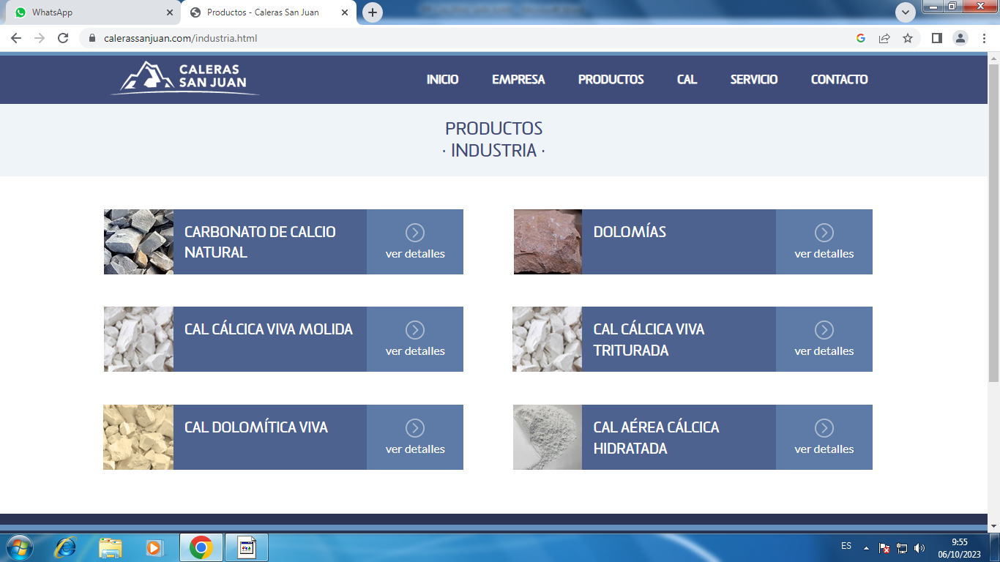 WhatsApp
Productos - Caleras San Juan
calerassanjuan.com/industria.html
CALERAS
SAN JUAN
INICIO
EMPRESA
PRODUCTOS
CAL
SERVICIO
CONTACTO
PRODUCTOS
· INDUSTRIA ·
CARBONATO DE CALCIO
NATURAL
ver detalles
DOLOMÍAS
ver detalles
CAL CÁLCICA VIVA MOLIDA
ver detalles
CAL CÁLCICA VIVA
TRITURADA
ver detalles
CAL DOLOMÍTICA VIVA
ver detalles
CAL AÉREA CÁLCICA
HIDRATADA
ver detalles
ES
9:55
06/10/2023